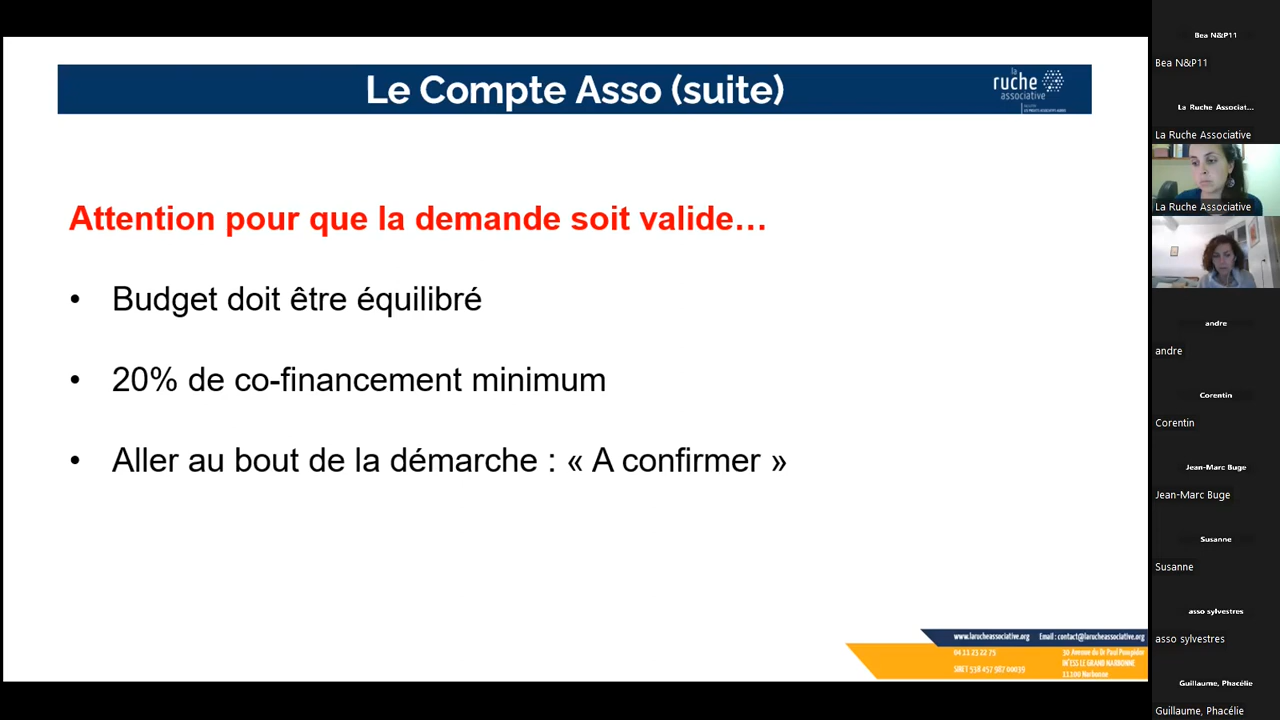 Le Compte Asso (suite)
la
ruche
associative
Attention pour que la demande soit valide…
• Budget doit être équilibré
• 20% de co-financement minimum
• Aller au bout de la démarche : « A confirmer »
www.larucheassociative.org Email : contact@larucheassociative.org
04 11 23 22 75
30 Avenue du Dr Paul Pompidor
IN'ESS LE GRAND NARBONNE
SIRET 538 457 987 00039
11100 Narbonne
Bea N&P11
Bea N&P11
La Ruche Associat...
La Ruche Associative
La Ruche Associative
andre
andre
Corentin
Corentin
Jean-Marc Buge
Jean-Marc Buge
Susanne
Susanne
asso sylvestres
asso sylvestres
Guillaume, Phacélie
Guillaume, Phacélie